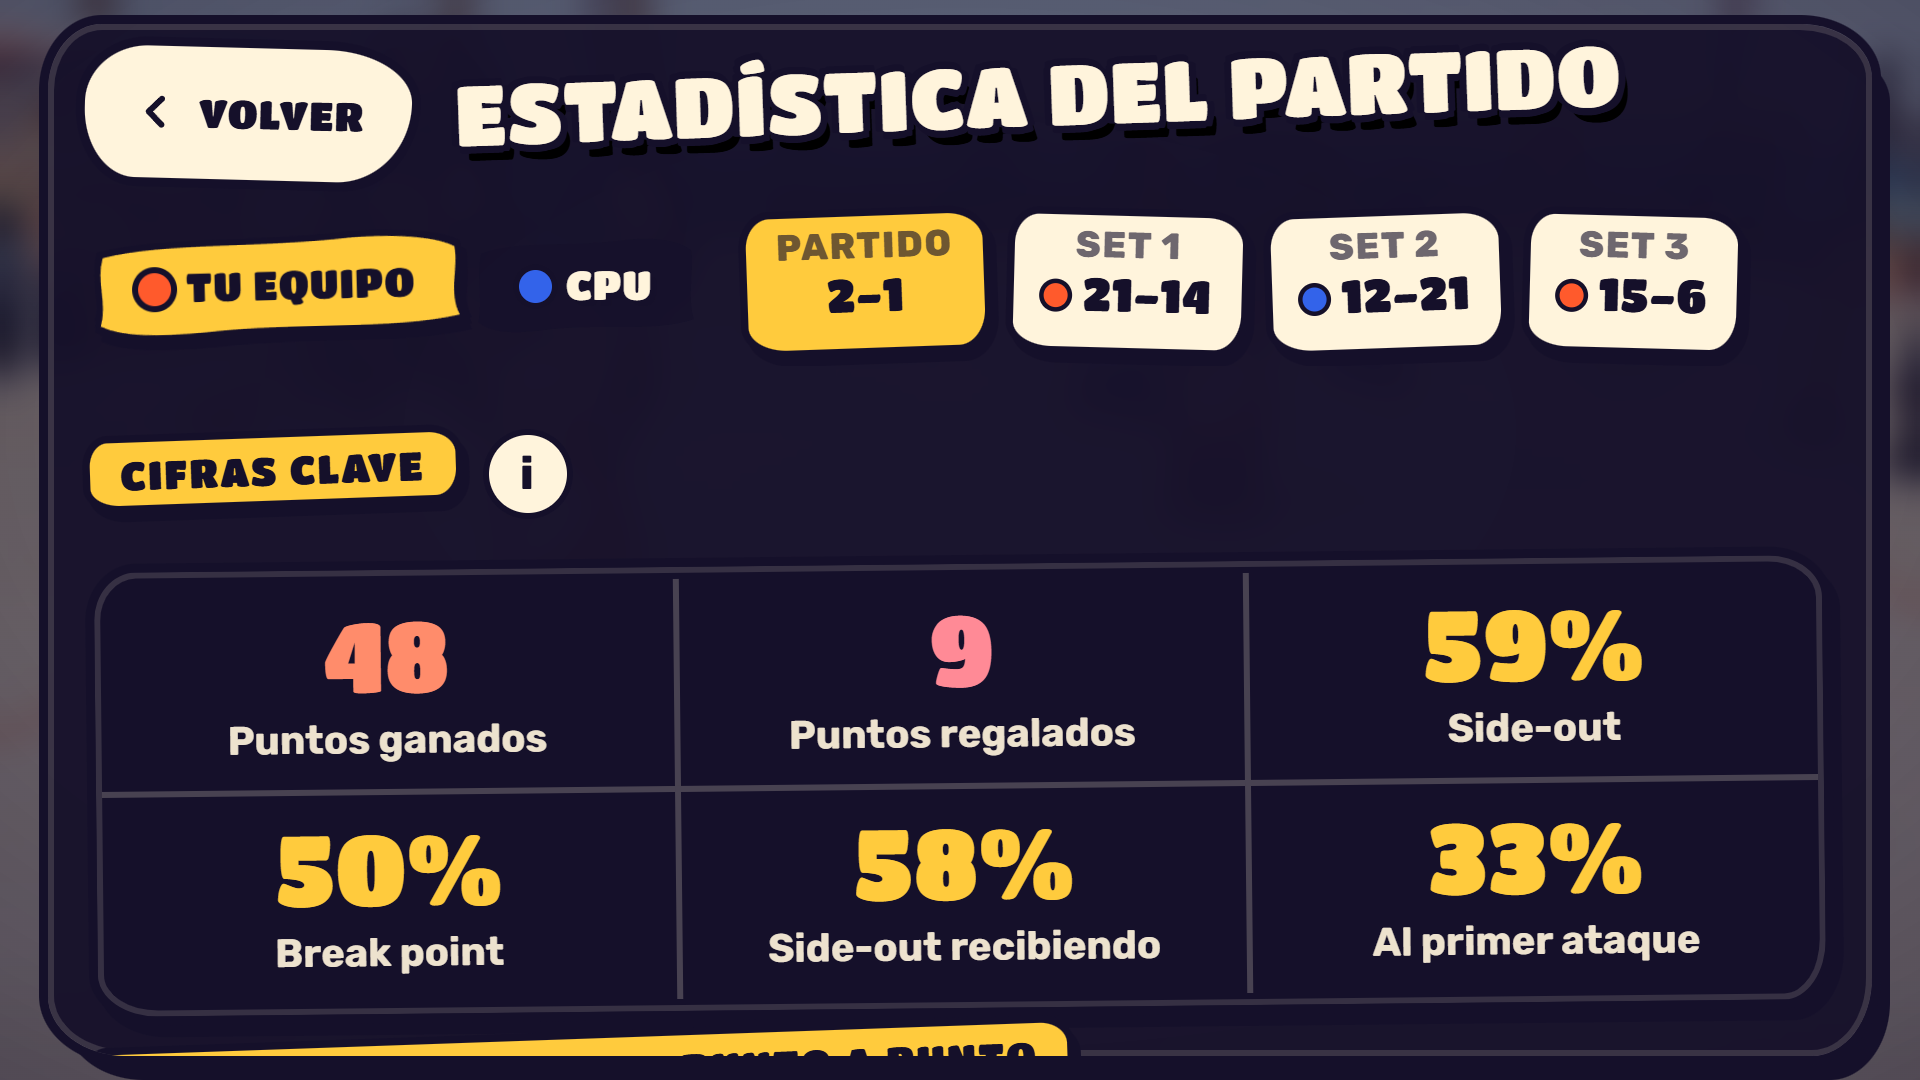 VOLVER
ESTADÍSTICA DEL PARTIDO
TU EQUIPO
CPU
PARTIDO
2–1
SET 1
21–14
SET 2
12–21
SET 3
15–6
CIFRAS CLAVE
i
48
Puntos ganados
9
Puntos regalados
59%
Side-out
50%
Break point
58%
Side-out recibiendo
33%
Al primer ataque
PUNTO A PUNTO